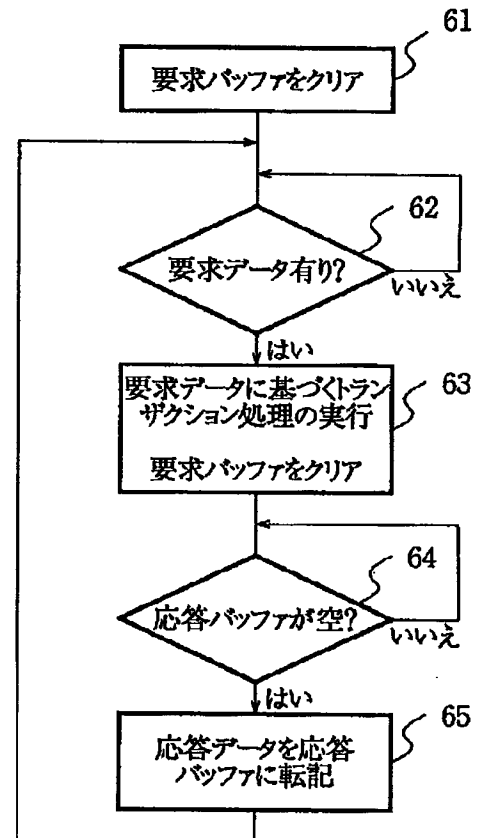 61
要求バッファをクリア
62
要求データ有り?
いいえ
はい
要求データに基づくトラン
ザクション処理の実行
要求バッファをクリア
63
64
応答バッファが空?
いいえ
はい
65
応答データを応答
バッファに転記